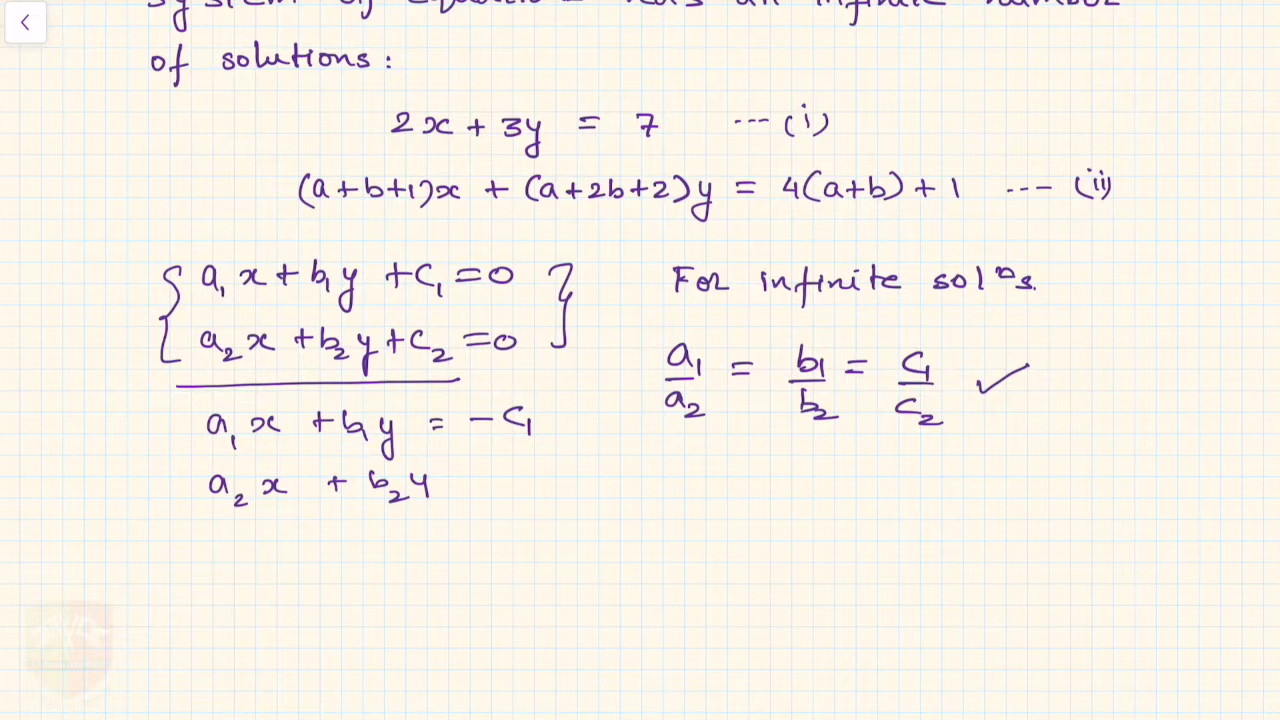 of solutions :
2x + 3y = 7 --- (i)
(a+b+1)x + (a+2b+2)y = 4(a+b)+1 --- (ii)
{ a₁x + b₁y + c₁ = 0 }
a₂x + b₂y + c₂ = 0
For infinite solⁿs.
a₁/a₂ = b₁/b₂ = c₁/c₂ ✓
a₁x + b₁y = -c₁
a₂x + b₂y